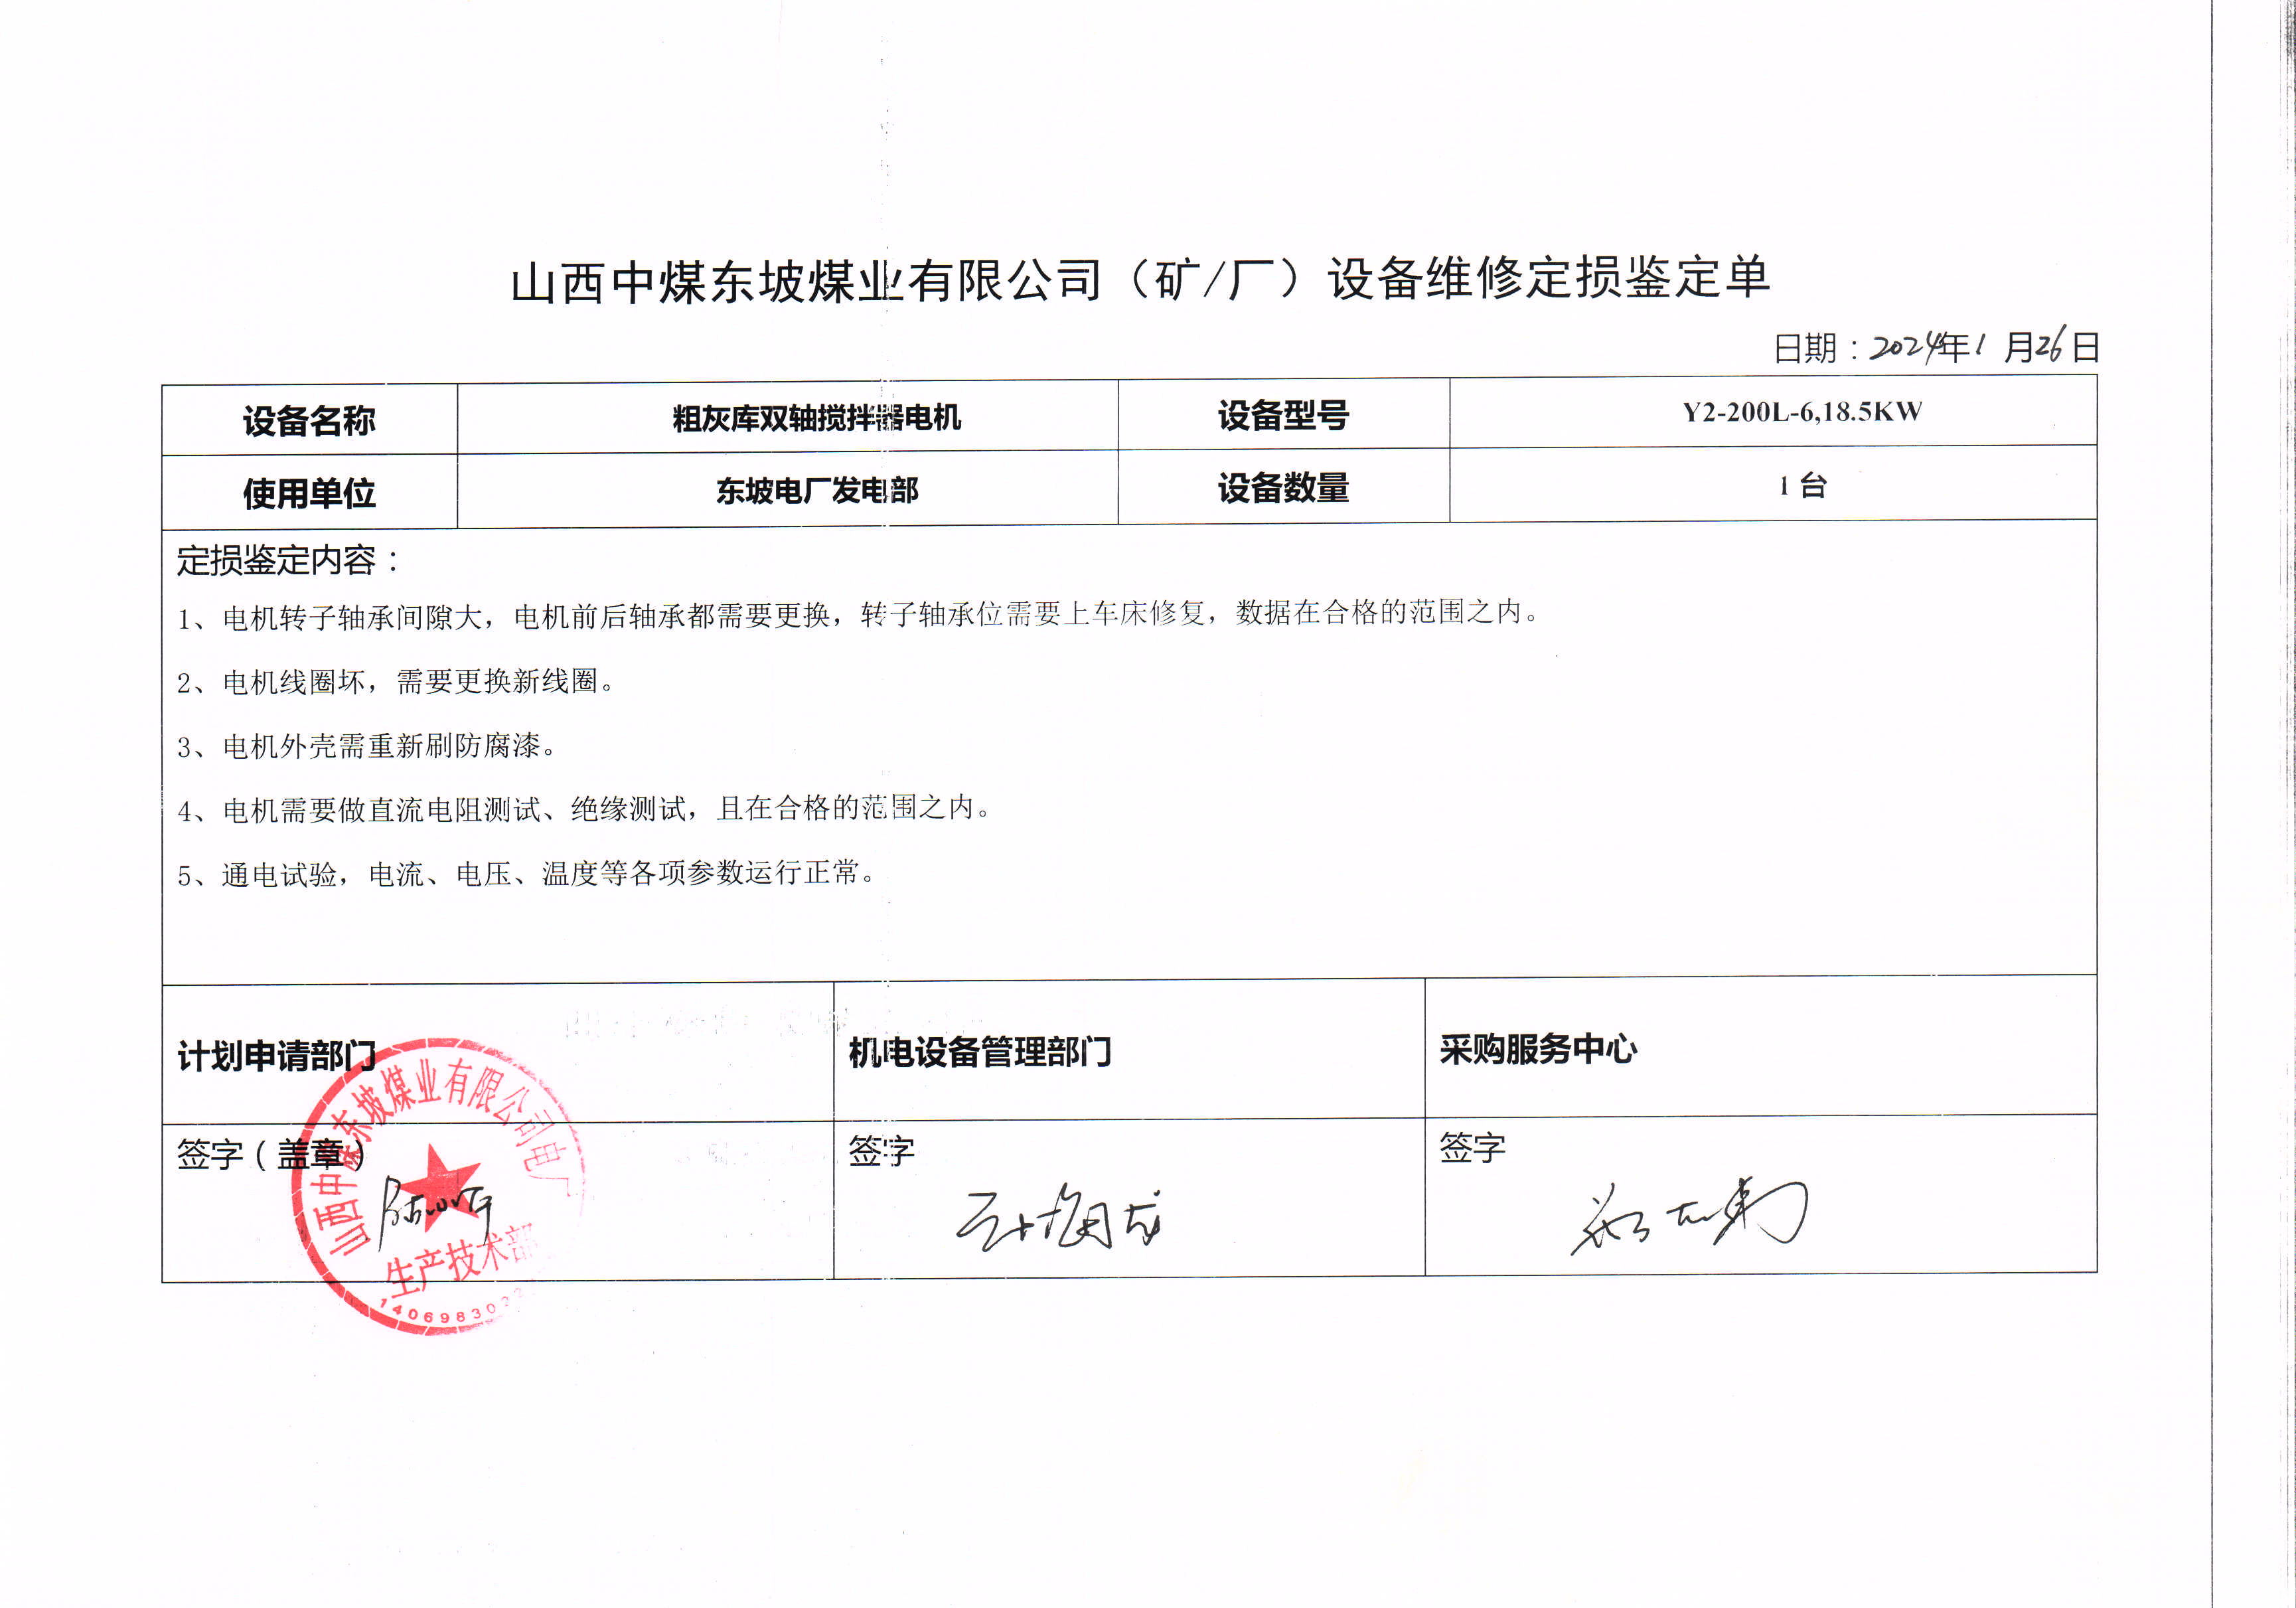 山西中煤东坡煤业有限公司（矿/厂）设备维修定损鉴定单
日期：2024年1月26日
设备名称 粗灰库双轴搅拌器电机 设备型号 Y2-200L-6,18.5KW
使用单位 东坡电厂发电部 设备数量 1台
定损鉴定内容：
1、电机转子轴承间隙大，电机前后轴承都需要更换，转子轴承位需要上车床修复，数据在合格的范围之内。
2、电机线圈坏，需要更换新线圈。
3、电机外壳需重新刷防腐漆。
4、电机需要做直流电阻测试、绝缘测试，且在合格的范围之内。
5、通电试验，电流、电压、温度等各项参数运行正常。
计划申请部门 机电设备管理部门 采购服务中心
签字（盖章） 签字 签字
山西中煤东坡煤业有限公司电厂
生产技术部